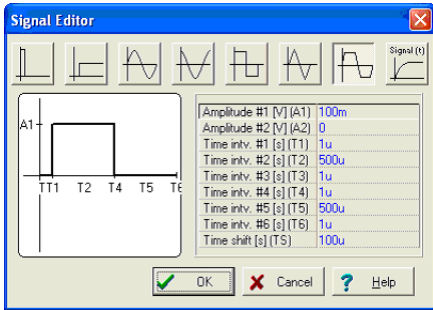 Signal Editor
Signal (t)
A1
TT1 T2 T4 T5 T6
Amplitude #1 [V] (A1) 100m
Amplitude #2 [V] (A2) 0
Time intv. #1 [s] (T1) 1u
Time intv. #2 [s] (T2) 500u
Time intv. #3 [s] (T3) 1u
Time intv. #4 [s] (T4) 1u
Time intv. #5 [s] (T5) 500u
Time intv. #6 [s] (T6) 1u
Time shift [s] (TS) 100u
OK Cancel Help